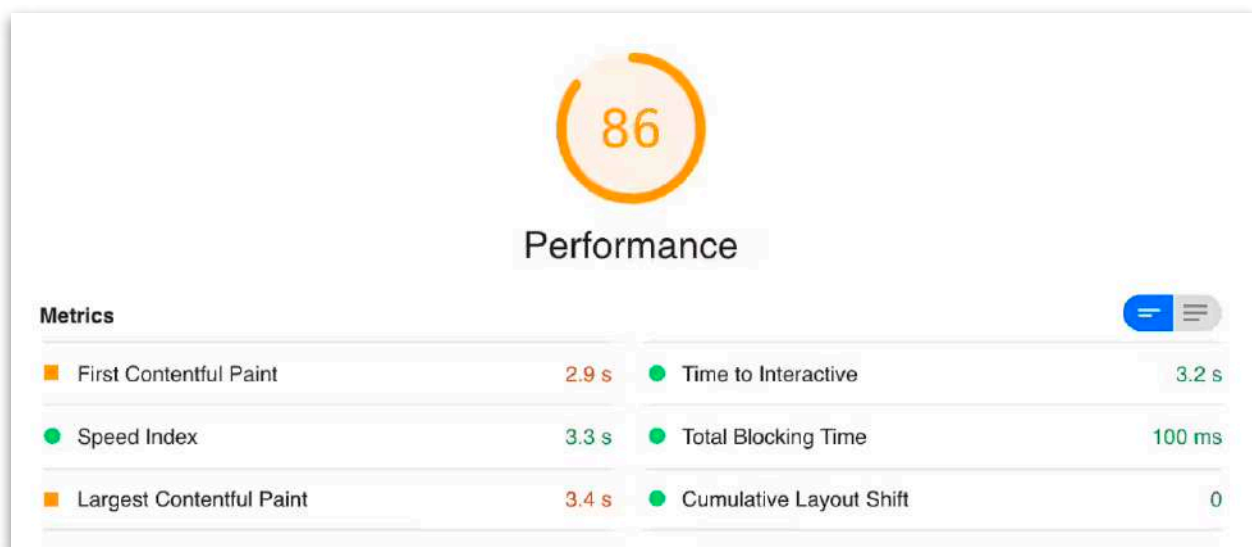 86
Performance
Metrics
First Contentful Paint 2.9 s Time to Interactive 3.2 s
Speed Index 3.3 s Total Blocking Time 100 ms
Largest Contentful Paint 3.4 s Cumulative Layout Shift 0